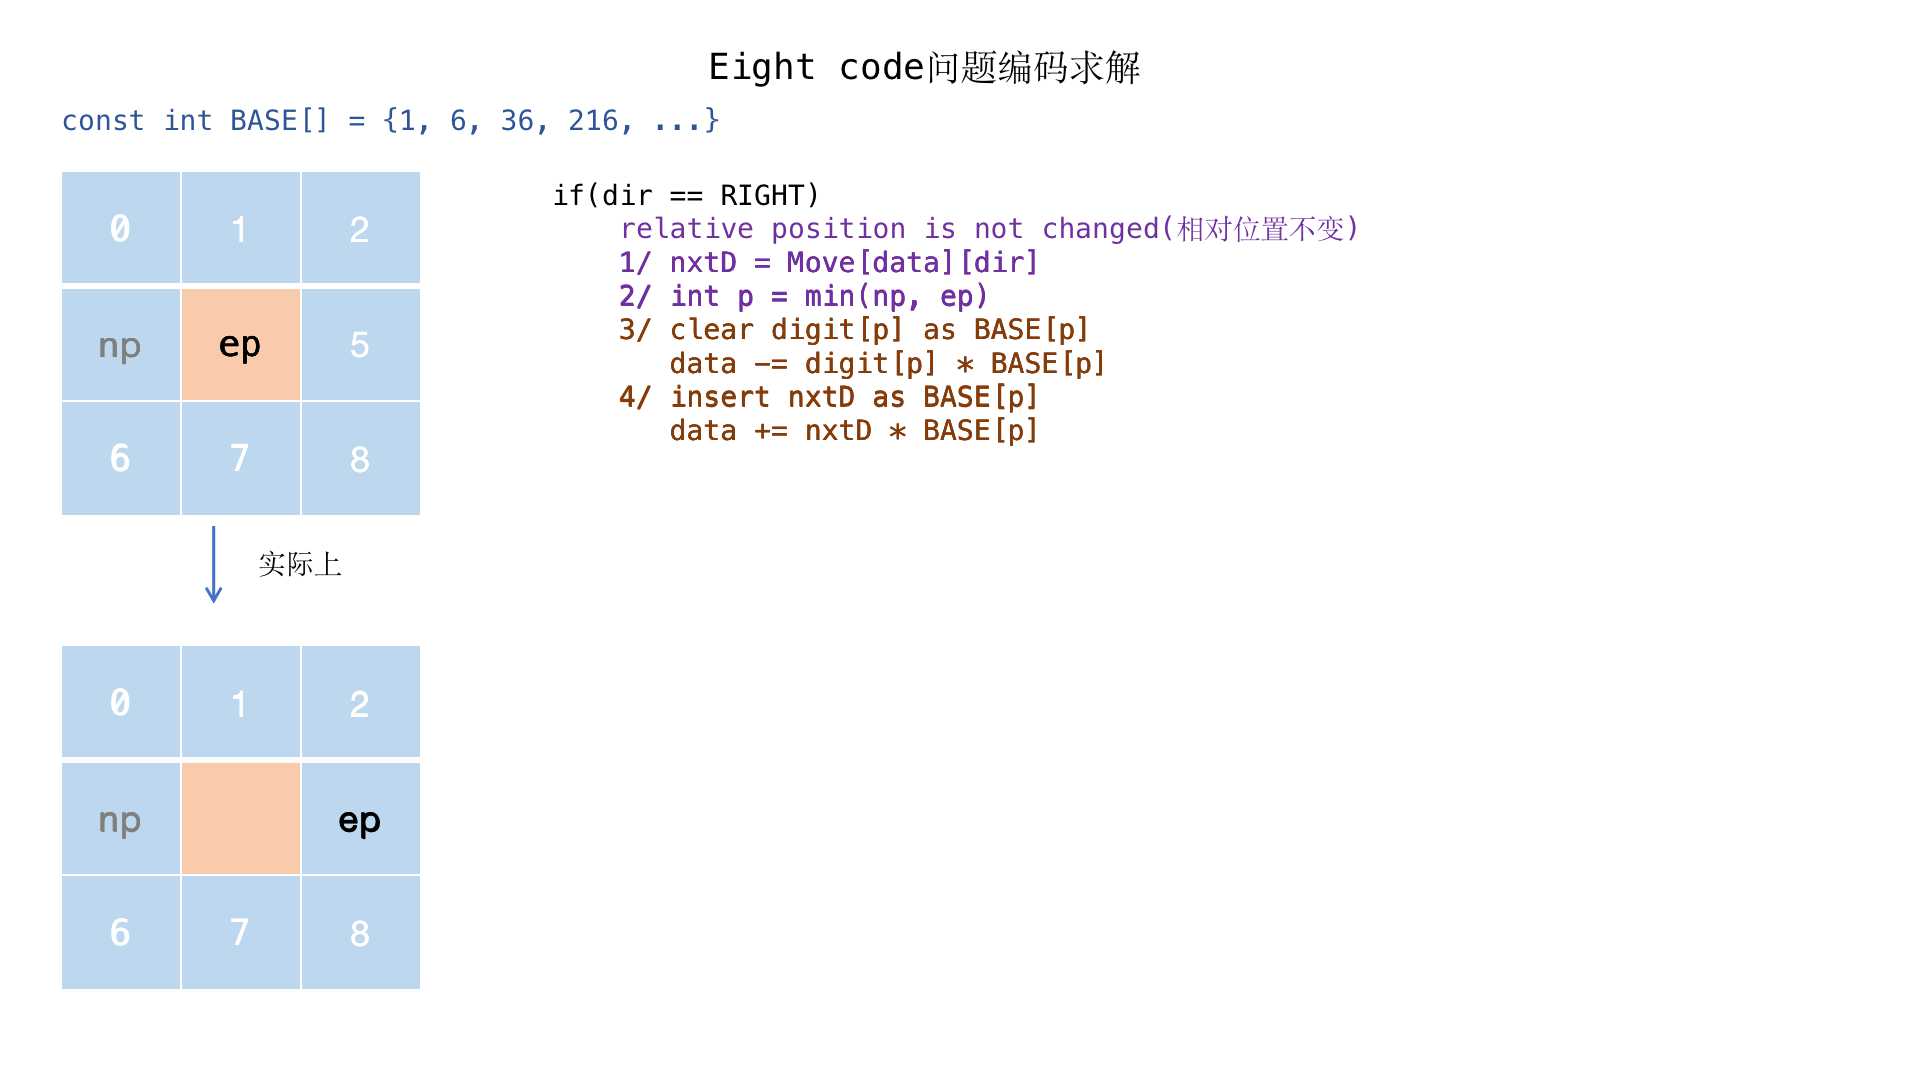 Eight code问题编码求解
const int BASE[] = {1, 6, 36, 216, ...}
0 1 2
np ep 5
6 7 8
if(dir == RIGHT)
relative position is not changed(相对位置不变)
1/ nxtD = Move[data][dir]
2/ int p = min(np, ep)
3/ clear digit[p] as BASE[p]
data -= digit[p] * BASE[p]
4/ insert nxtD as BASE[p]
data += nxtD * BASE[p]
实际上
0 1 2
np ep
6 7 8